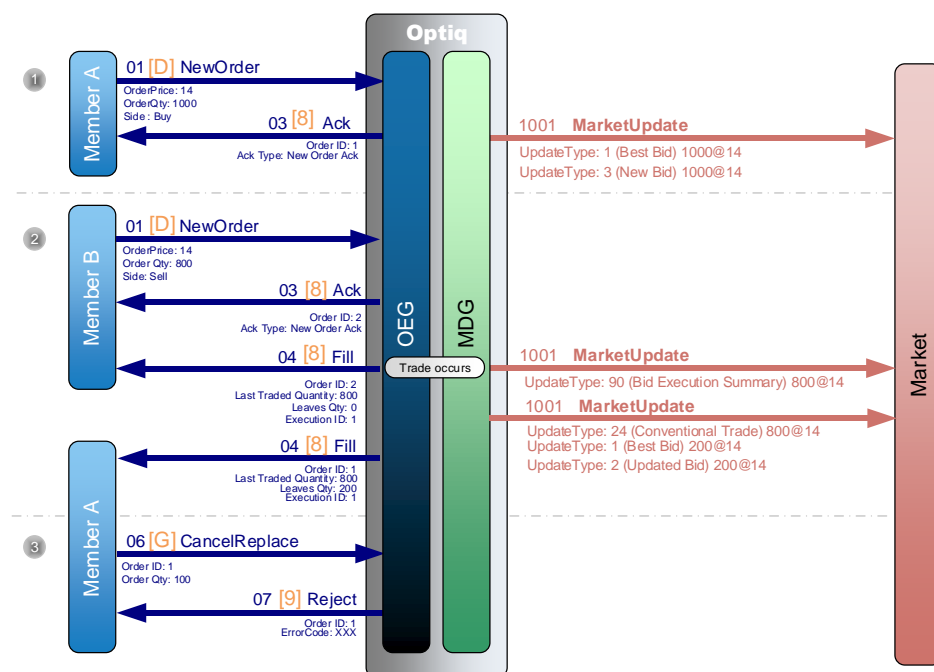 Optiq
1
Member A
01 [D] NewOrder
OrderPrice: 14
OrderQty: 1000
Side : Buy
03 [8] Ack
Order ID: 1
Ack Type: New Order Ack
1001 MarketUpdate
UpdateType: 1 (Best Bid) 1000@14
UpdateType: 3 (New Bid) 1000@14
2
Member B
01 [D] NewOrder
OrderPrice: 14
Order Qty: 800
Side: Sell
03 [8] Ack
Order ID: 2
Ack Type: New Order Ack
OEG
MDG
Market
04 [8] Fill
Order ID: 2
Last Traded Quantity: 800
Leaves Qty: 0
Execution ID: 1
Trade occurs
1001 MarketUpdate
UpdateType: 90 (Bid Execution Summary) 800@14
1001 MarketUpdate
UpdateType: 24 (Conventional Trade) 800@14
UpdateType: 1 (Best Bid) 200@14
UpdateType: 2 (Updated Bid) 200@14
Member A
04 [8] Fill
Order ID: 1
Last Traded Quantity: 800
Leaves Qty: 200
Execution ID: 1
3
06 [G] CancelReplace
Order ID: 1
Order Qty: 100
07 [9] Reject
Order ID: 1
ErrorCode: XXX